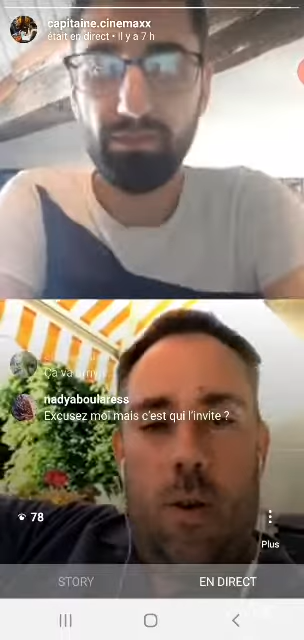 capitaine.cinemaxx
était en direct • Il y a 7 h
Ça va
nadyaboularess
Excusez moi mais c'est qui l'invite ?
78
Plus
STORY
EN DIRECT